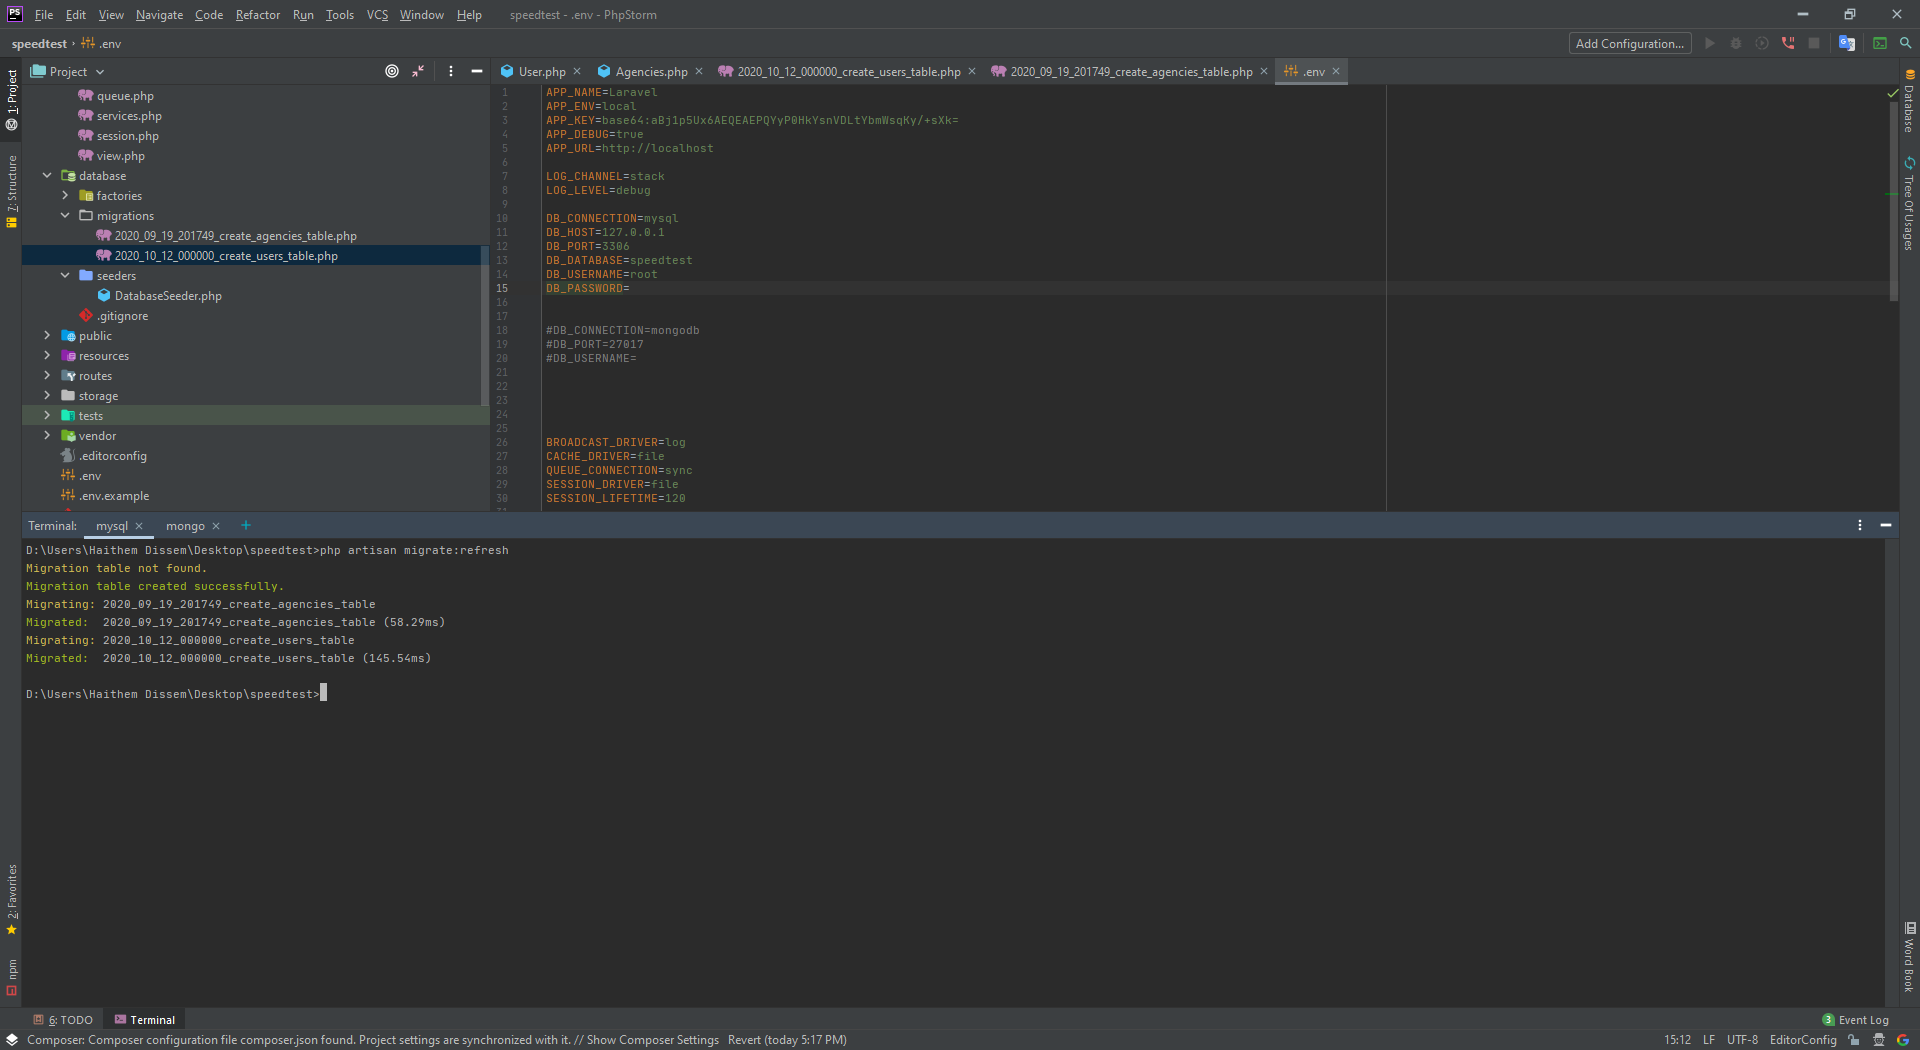 PS File Edit View Navigate Code Refactor Run Tools VCS Window Help speedtest - .env - PhpStorm
speedtest › .env Add Configuration...
Project
User.php Agencies.php 2020_10_12_000000_create_users_table.php 2020_09_19_201749_create_agencies_table.php .env
1: Project
7: Structure
2: Favorites
npm
queue.php
services.php
session.php
view.php
database
factories
migrations
2020_09_19_201749_create_agencies_table.php
2020_10_12_000000_create_users_table.php
seeders
DatabaseSeeder.php
.gitignore
public
resources
routes
storage
tests
vendor
.editorconfig
.env
.env.example
1 APP_NAME=Laravel
2 APP_ENV=local
3 APP_KEY=base64:aBj1p5Ux6AEQEAEPQYyP0HkYsnVDLtYbmWsqKy/+sXk=
4 APP_DEBUG=true
5 APP_URL=http://localhost
6
7 LOG_CHANNEL=stack
8 LOG_LEVEL=debug
9
10 DB_CONNECTION=mysql
11 DB_HOST=127.0.0.1
12 DB_PORT=3306
13 DB_DATABASE=speedtest
14 DB_USERNAME=root
15 DB_PASSWORD=
16
17
18 #DB_CONNECTION=mongodb
19 #DB_PORT=27017
20 #DB_USERNAME=
21
22
23
24
25
26 BROADCAST_DRIVER=log
27 CACHE_DRIVER=file
28 QUEUE_CONNECTION=sync
29 SESSION_DRIVER=file
30 SESSION_LIFETIME=120
Database
Tree Of Usages
Word Book
Terminal: mysql mongo
D:\Users\Haithem Dissem\Desktop\speedtest>php artisan migrate:refresh
Migration table not found.
Migration table created successfully.
Migrating: 2020_09_19_201749_create_agencies_table
Migrated:  2020_09_19_201749_create_agencies_table (58.29ms)
Migrating: 2020_10_12_000000_create_users_table
Migrated:  2020_10_12_000000_create_users_table (145.54ms)
D:\Users\Haithem Dissem\Desktop\speedtest>
6: TODO Terminal 3 Event Log
Composer: Composer configuration file composer.json found. Project settings are synchronized with it. // Show Composer Settings Revert (today 5:17 PM) 15:12 LF UTF-8 EditorConfig